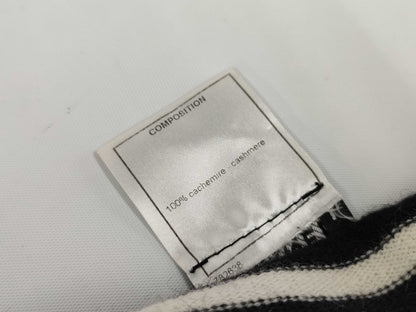 COMPOSITION
100% cachemire - cashmere